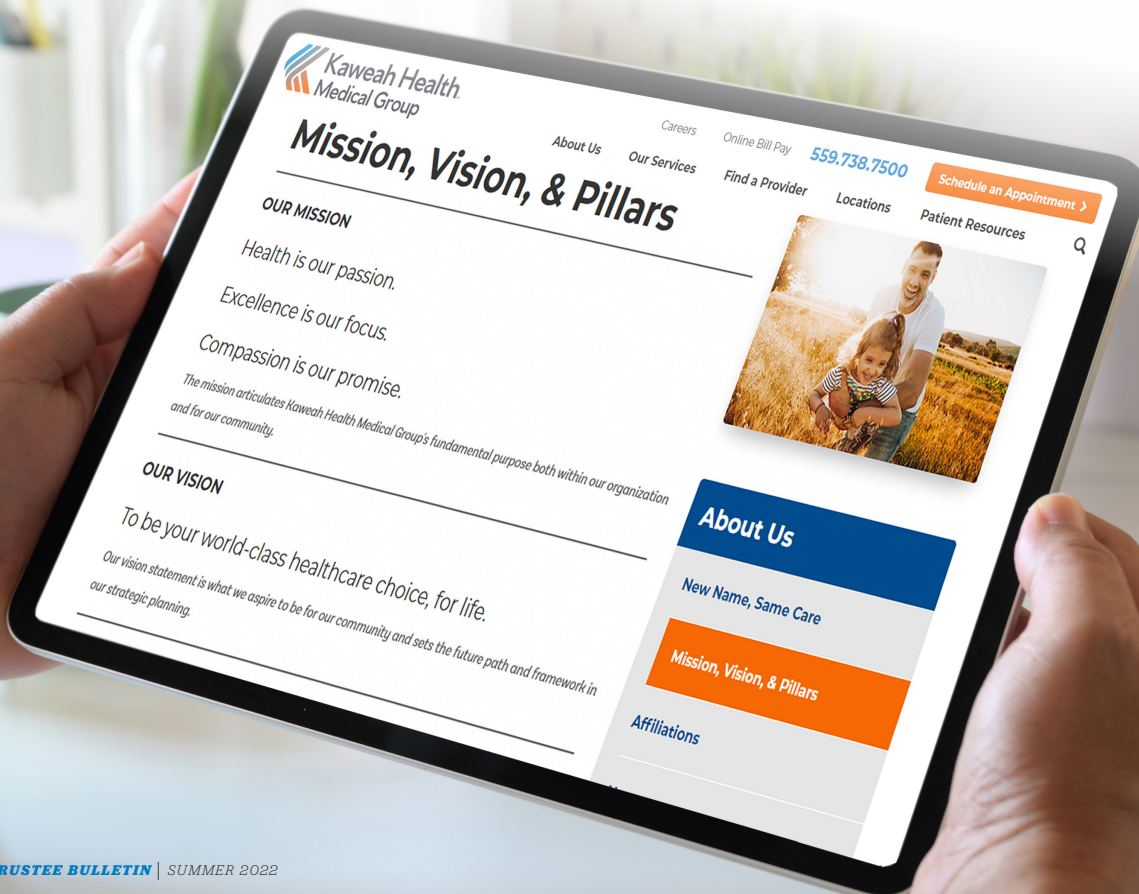 Kaweah Health
Medical Group
Careers
Online Bill Pay
559.738.7500
Schedule an Appointment
About Us
Our Services
Find a Provider
Locations
Patient Resources
Mission, Vision, & Pillars
OUR MISSION
Health is our passion.
Excellence is our focus.
Compassion is our promise.
The mission articulates Kaweah Health Medical Group's fundamental purpose both within our organization
and for our community.
OUR VISION
To be your world-class healthcare choice, for life.
Our vision statement is what we aspire to be for our community and sets the future path and framework in
our strategic planning.
About Us
New Name, Same Care
Mission, Vision, & Pillars
Affiliations
RUSTEE BULLETIN | SUMMER 2022